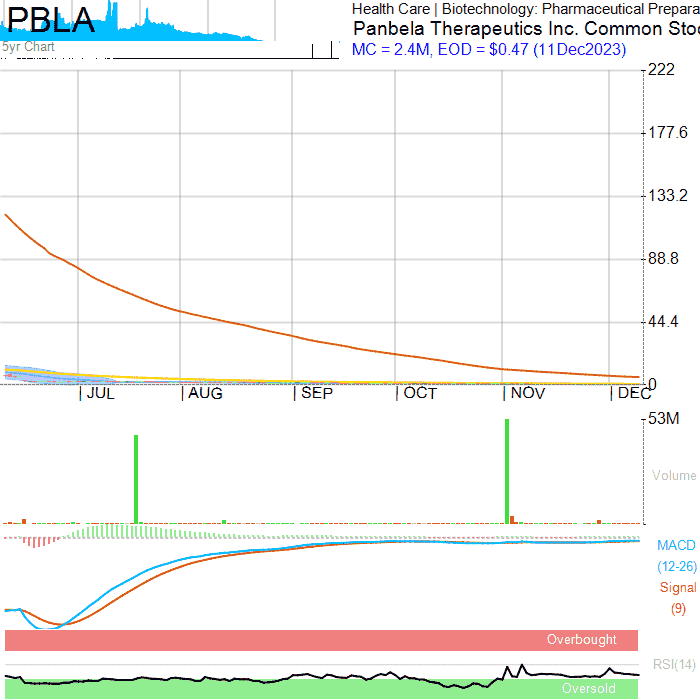 PBLA
5yr Chart
Health Care | Biotechnology: Pharmaceutical Prepara
Panbela Therapeutics Inc. Common Stoc
MC = 2.4M, EOD = $0.47 (11Dec2023)
222
177.6
133.2
88.8
44.4
0
JUL AUG SEP OCT NOV DEC
53M
Volume
MACD
(12-26)
Signal
(9)
Overbought
RSI(14)
Oversold